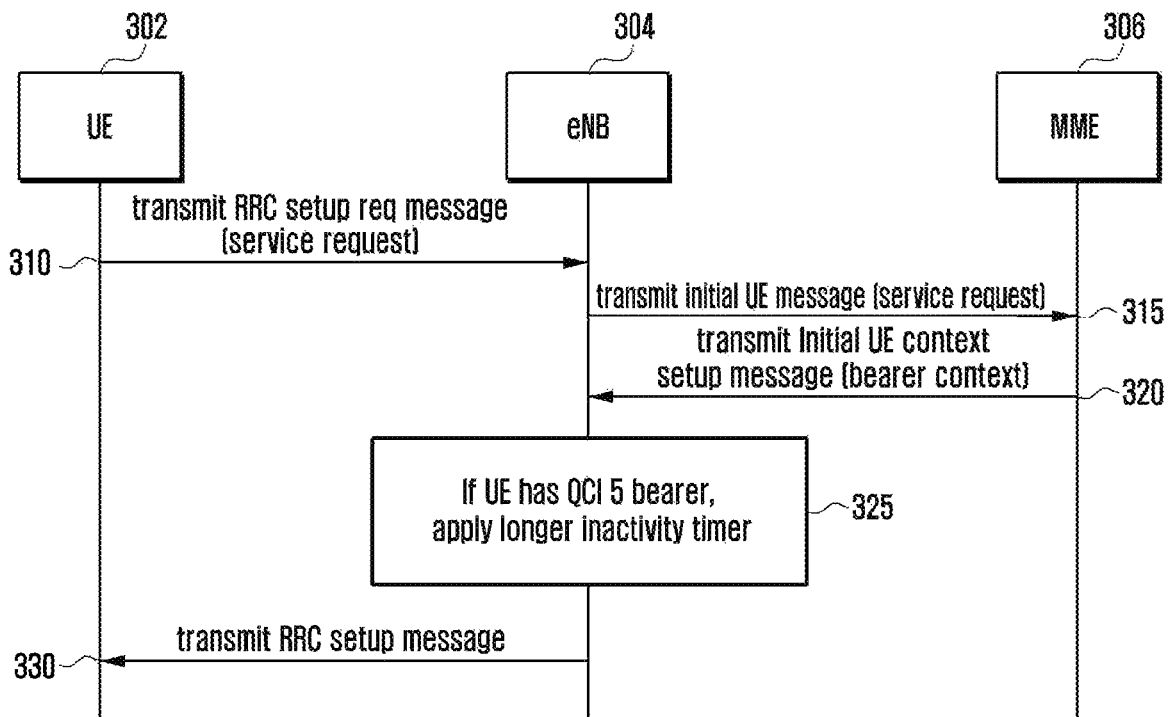 302
304
306
UE
eNB
MME
transmit RRC setup req message
(service request)
310
transmit initial UE message (service request)
315
transmit Initial UE context
setup message (bearer context)
320
If UE has QCI 5 bearer,
apply longer inactivity timer
325
transmit RRC setup message
330